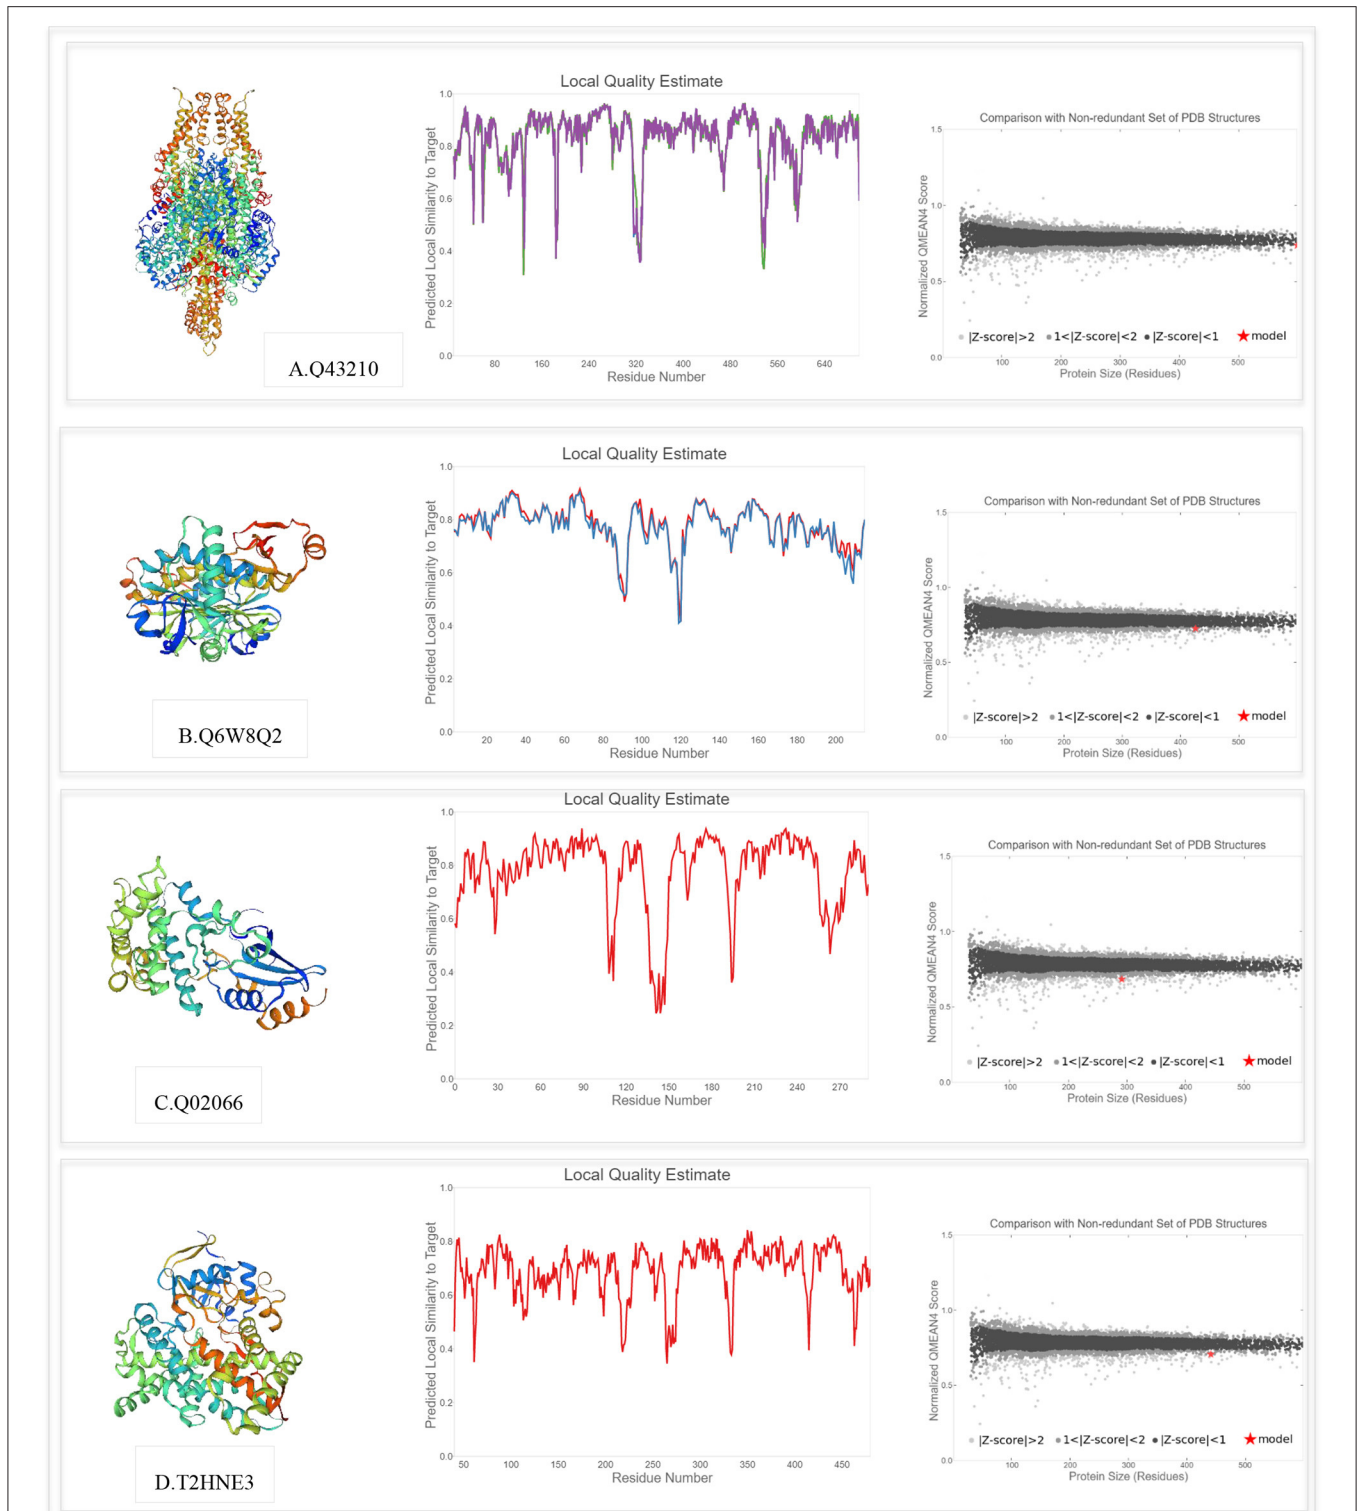 Local Quality Estimate
Predicted Local Similarity to Target
1.0
0.8
0.6
0.4
0.2
0.0
80 160 240 320 400 480 560 640
Residue Number
Comparison with Non-redundant Set of PDB Structures
Normalized QMEAN4 Score
1.5
1.0
0.5
0.0
|Z-score|>2 1<|Z-score|<2 |Z-score|<1 model
100 200 300 400 500
Protein Size (Residues)
A.Q43210
Local Quality Estimate
Predicted Local Similarity to Target
1.0
0.8
0.6
0.4
0.2
0.0
20 40 60 80 100 120 140 160 180 200
Residue Number
Comparison with Non-redundant Set of PDB Structures
Normalized QMEAN4 Score
1.5
1.0
0.5
0.0
|Z-score|>2 1<|Z-score|<2 |Z-score|<1 model
100 200 300 400 500
Protein Size (Residues)
B.Q6W8Q2
Local Quality Estimate
Predicted Local Similarity to Target
1.0
0.8
0.6
0.4
0.2
0.0
0 30 60 90 120 150 180 210 240 270
Residue Number
Comparison with Non-redundant Set of PDB Structures
Normalized QMEAN4 Score
1.5
1.0
0.5
0.0
|Z-score|>2 1<|Z-score|<2 |Z-score|<1 model
100 200 300 400 500
Protein Size (Residues)
C.Q02066
Local Quality Estimate
Predicted Local Similarity to Target
1.0
0.8
0.6
0.4
0.2
0.0
50 100 150 200 250 300 350 400 450
Residue Number
Comparison with Non-redundant Set of PDB Structures
Normalized QMEAN4 Score
1.5
1.0
0.5
0.0
|Z-score|>2 1<|Z-score|<2 |Z-score|<1 model
100 200 300 400 500
Protein Size (Residues)
D.T2HNE3